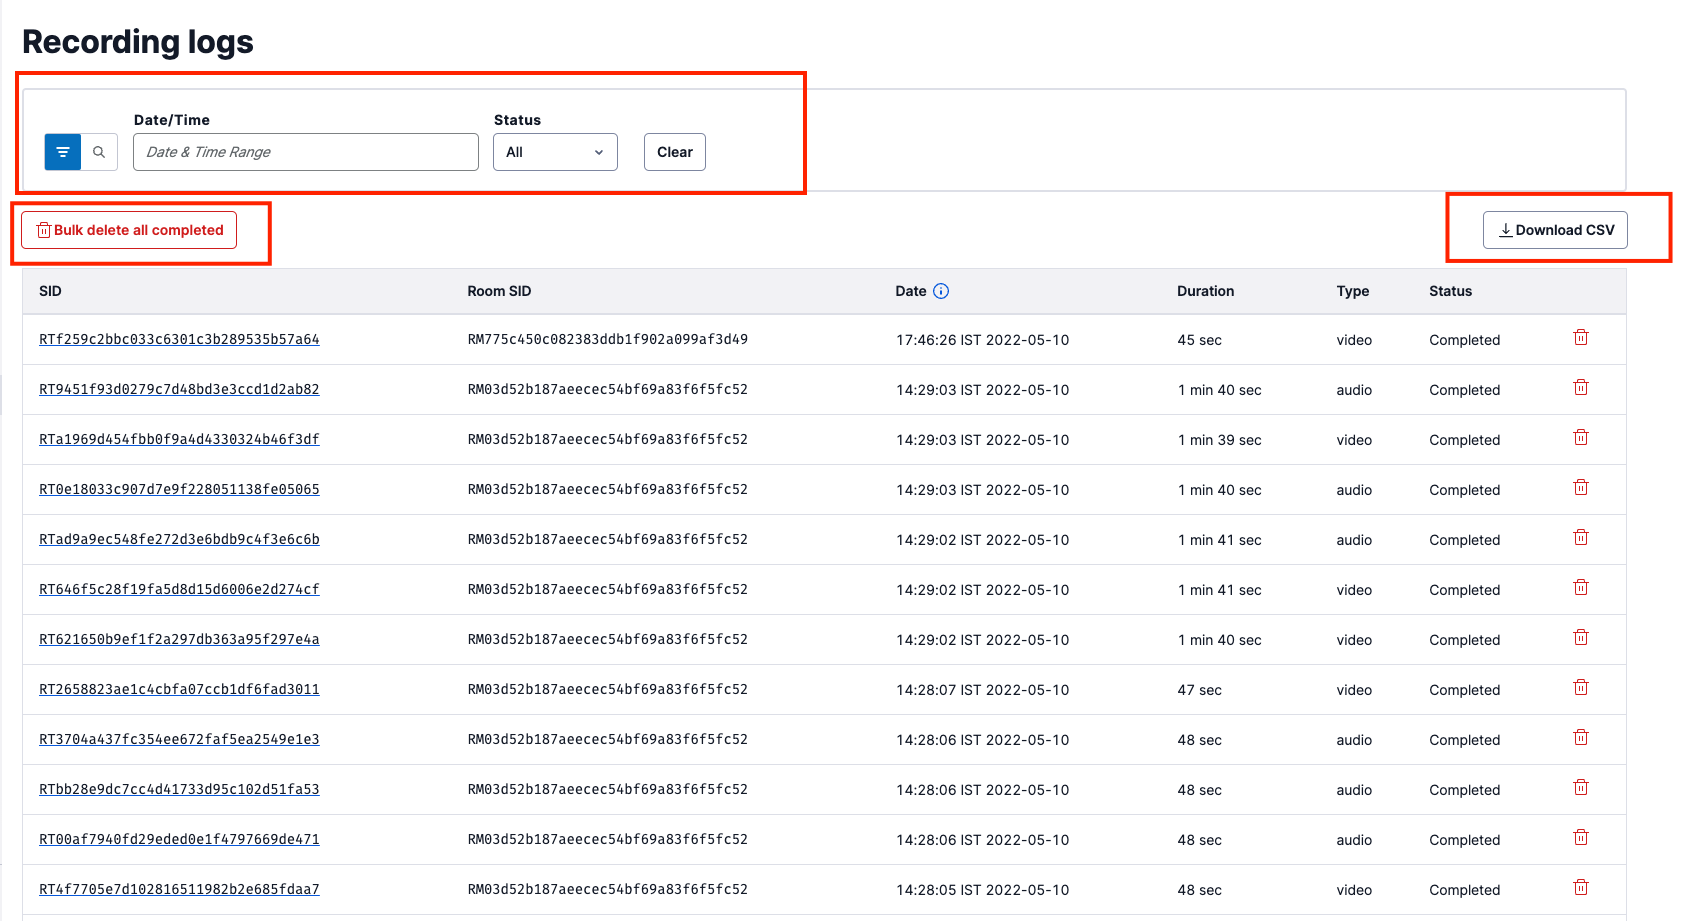 Recording logs
Date/Time Status
Date & Time Range All Clear
Bulk delete all completed Download CSV
SID Room SID Date Duration Type Status
RTf259c2bbc033c6301c3b289535b57a64 RM775c450c082383ddb1f902a099af3d49 17:46:26 IST 2022-05-10 45 sec video Completed
RT9451f93d0279c7d48bd3e3ccd1d2ab82 RM03d52b187aeecec54bf69a83f6f5fc52 14:29:03 IST 2022-05-10 1 min 40 sec audio Completed
RTa1969d454fbb0f9a4d4330324b46f3df RM03d52b187aeecec54bf69a83f6f5fc52 14:29:03 IST 2022-05-10 1 min 39 sec video Completed
RT0e18033c907d7e9f228051138fe05065 RM03d52b187aeecec54bf69a83f6f5fc52 14:29:03 IST 2022-05-10 1 min 40 sec audio Completed
RTad9a9ec548fe272d3e6bdb9c4f3e6c6b RM03d52b187aeecec54bf69a83f6f5fc52 14:29:02 IST 2022-05-10 1 min 41 sec audio Completed
RT646f5c28f19fa5d8d15d6006e2d274cf RM03d52b187aeecec54bf69a83f6f5fc52 14:29:02 IST 2022-05-10 1 min 41 sec video Completed
RT621650b9ef1f2a297db363a95f297e4a RM03d52b187aeecec54bf69a83f6f5fc52 14:29:02 IST 2022-05-10 1 min 40 sec video Completed
RT2658823ae1c4cbfa07ccb1df6fad3011 RM03d52b187aeecec54bf69a83f6f5fc52 14:28:07 IST 2022-05-10 47 sec video Completed
RT3704a437fc354ee672faf5ea2549e1e3 RM03d52b187aeecec54bf69a83f6f5fc52 14:28:06 IST 2022-05-10 48 sec audio Completed
RTbb28e9dc7cc4d41733d95c102d51fa53 RM03d52b187aeecec54bf69a83f6f5fc52 14:28:06 IST 2022-05-10 48 sec audio Completed
RT00af7940fd29eded0e1f4797669de471 RM03d52b187aeecec54bf69a83f6f5fc52 14:28:06 IST 2022-05-10 48 sec audio Completed
RT4f7705e7d102816511982b2e685fdaa7 RM03d52b187aeecec54bf69a83f6f5fc52 14:28:05 IST 2022-05-10 48 sec video Completed